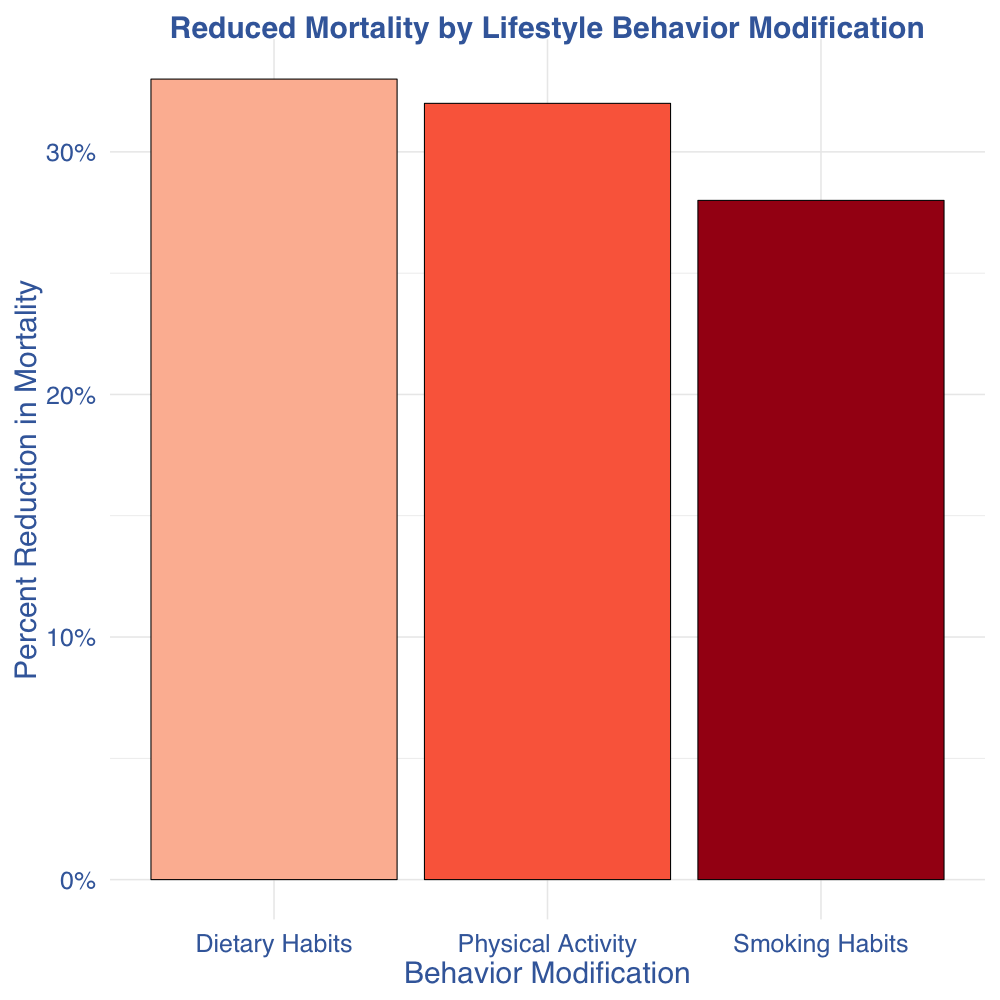 Reduced Mortality by Lifestyle Behavior Modification
Percent Reduction in Mortality
30%
20%
10%
0%
Dietary Habits
Physical Activity
Smoking Habits
Behavior Modification